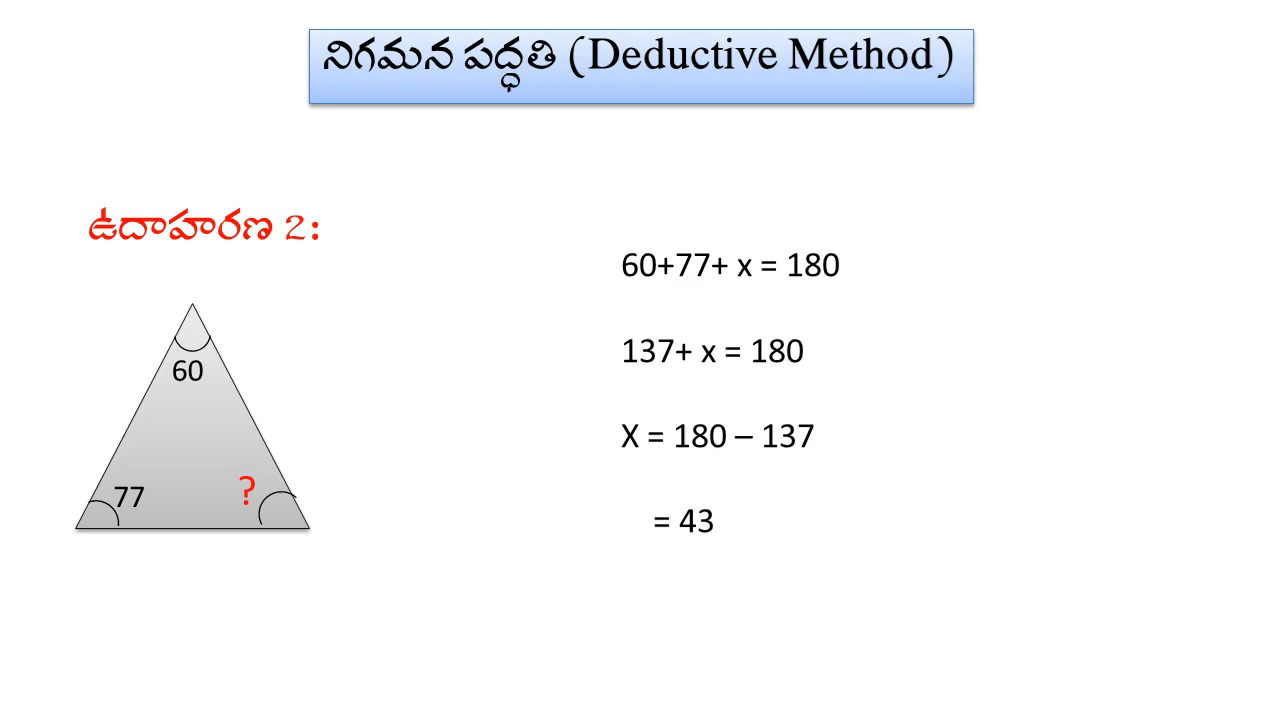 నిగమన పద్ధతి (Deductive Method)
ఉదాహరణ 2:
60+77+ x = 180
137+ x = 180
X = 180 – 137
= 43
60
77
?